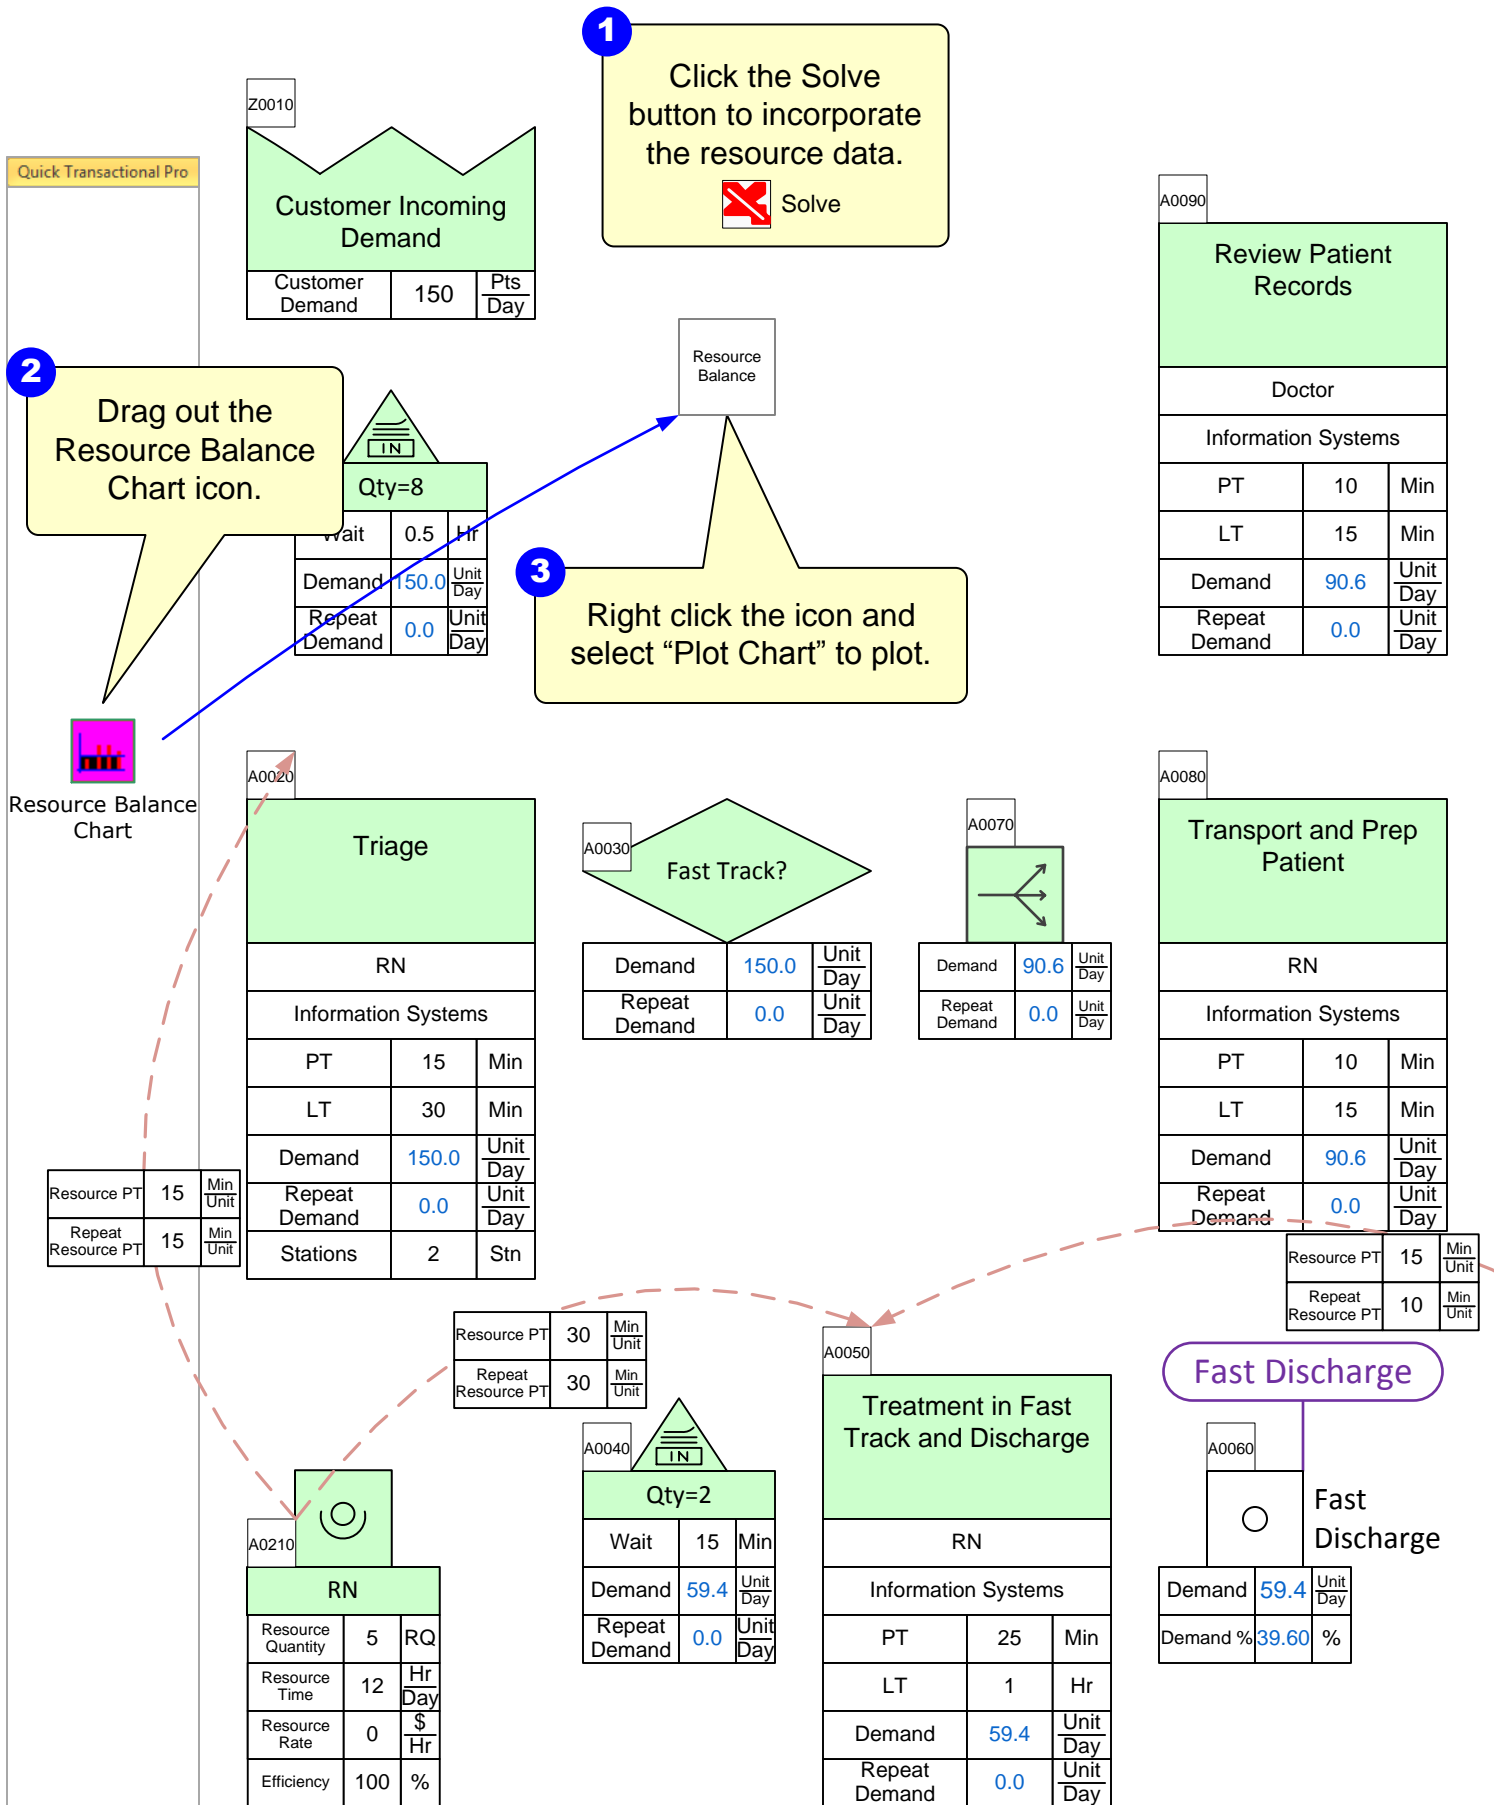 1
Click the Solve
button to incorporate
the resource data.
Solve
Z0010
Customer Incoming
Demand
Customer
Demand
150
Pts
Day
Quick Transactional Pro
A0090
Review Patient
Records
Doctor
Information Systems
PT
10
Min
LT
15
Min
Demand
90.6
Unit
Day
Repeat
Demand
0.0
Unit
Day
2
Drag out the
Resource Balance
Chart icon.
Resource
Balance
IN
Qty=8
Wait
0.5
Hr
Demand
150.0
Unit
Day
Repeat
Demand
0.0
Unit
Day
3
Right click the icon and
select “Plot Chart” to plot.
Resource Balance
Chart
A0020
Triage
RN
Information Systems
PT
15
Min
LT
30
Min
Demand
150.0
Unit
Day
Repeat
Demand
0.0
Unit
Day
Stations
2
Stn
A0030
Fast Track?
Demand
150.0
Unit
Day
Repeat
Demand
0.0
Unit
Day
A0070
Demand
90.6
Unit
Day
Repeat
Demand
0.0
Unit
Day
A0080
Transport and Prep
Patient
RN
Information Systems
PT
10
Min
LT
15
Min
Demand
90.6
Unit
Day
Repeat
Demand
0.0
Unit
Day
Resource PT
15
Min
Unit
Repeat
Resource PT
15
Min
Unit
Resource PT
15
Min
Unit
Repeat
Resource PT
10
Min
Unit
Resource PT
30
Min
Unit
Repeat
Resource PT
30
Min
Unit
A0210
RN
Resource
Quantity
5
RQ
Resource
Time
12
Hr
Day
Resource
Rate
0
$
Hr
Efficiency
100
%
A0040
IN
Qty=2
Wait
15
Min
Demand
59.4
Unit
Day
Repeat
Demand
0.0
Unit
Day
A0050
Treatment in Fast
Track and Discharge
RN
Information Systems
PT
25
Min
LT
1
Hr
Demand
59.4
Unit
Day
Repeat
Demand
0.0
Unit
Day
Fast Discharge
A0060
Fast
Discharge
Demand
59.4
Unit
Day
Demand %
39.60
%